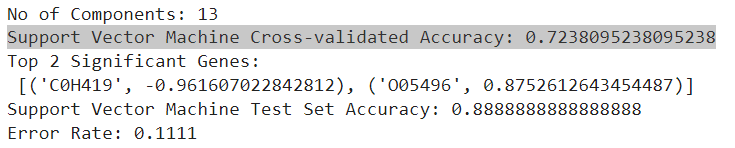 No of Components: 13
Support Vector Machine Cross-validated Accuracy: 0.7238095238095238
Top 2 Significant Genes:
[('C0H419', -0.961607022842812), ('O05496', 0.8752612643454487)]
Support Vector Machine Test Set Accuracy: 0.8888888888888888
Error Rate: 0.1111